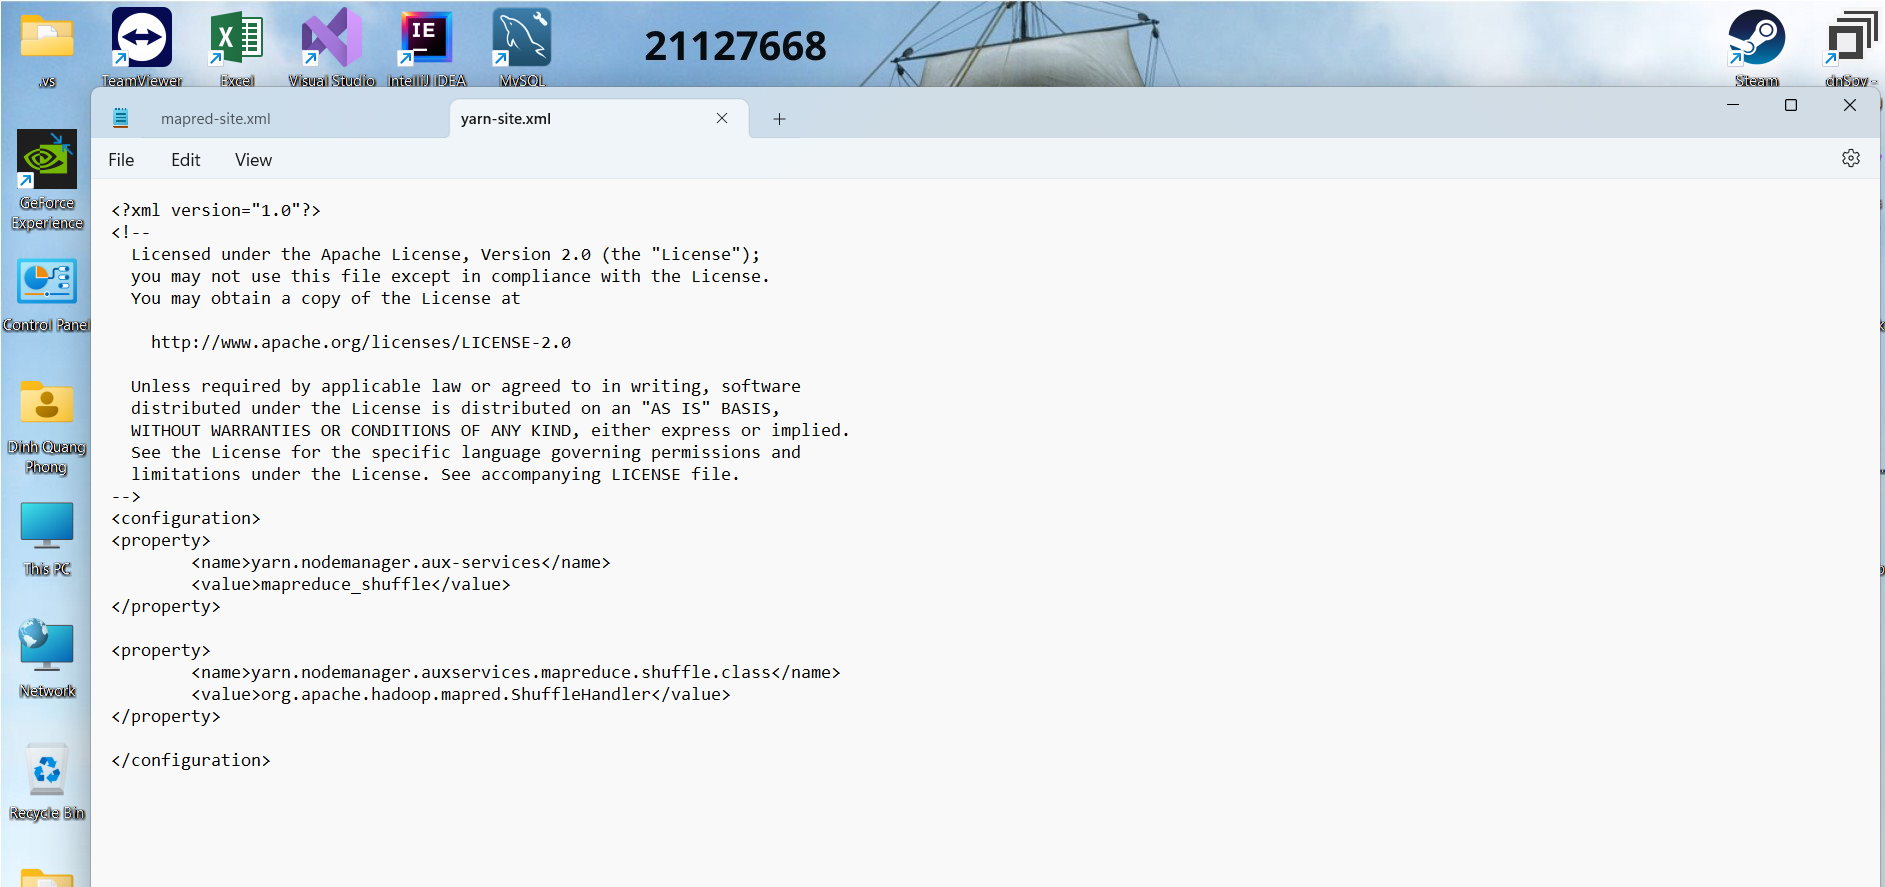 21127668
.vs
TeamViewer
Excel
Visual Studio
IntelliJ IDEA
MySQL
Steam
dnSpy -
GeForce
Experience
Control Panel
Dinh Quang
Phong
This PC
Network
Recycle Bin
mapred-site.xml
yarn-site.xml
File Edit View
<?xml version="1.0"?>
<!--
  Licensed under the Apache License, Version 2.0 (the "License");
  you may not use this file except in compliance with the License.
  You may obtain a copy of the License at
    http://www.apache.org/licenses/LICENSE-2.0
  Unless required by applicable law or agreed to in writing, software
  distributed under the License is distributed on an "AS IS" BASIS,
  WITHOUT WARRANTIES OR CONDITIONS OF ANY KIND, either express or implied.
  See the License for the specific language governing permissions and
  limitations under the License. See accompanying LICENSE file.
-->
<configuration>
<property>
        <name>yarn.nodemanager.aux-services</name>
        <value>mapreduce_shuffle</value>
</property>
<property>
        <name>yarn.nodemanager.auxservices.mapreduce.shuffle.class</name>
        <value>org.apache.hadoop.mapred.ShuffleHandler</value>
</property>
</configuration>